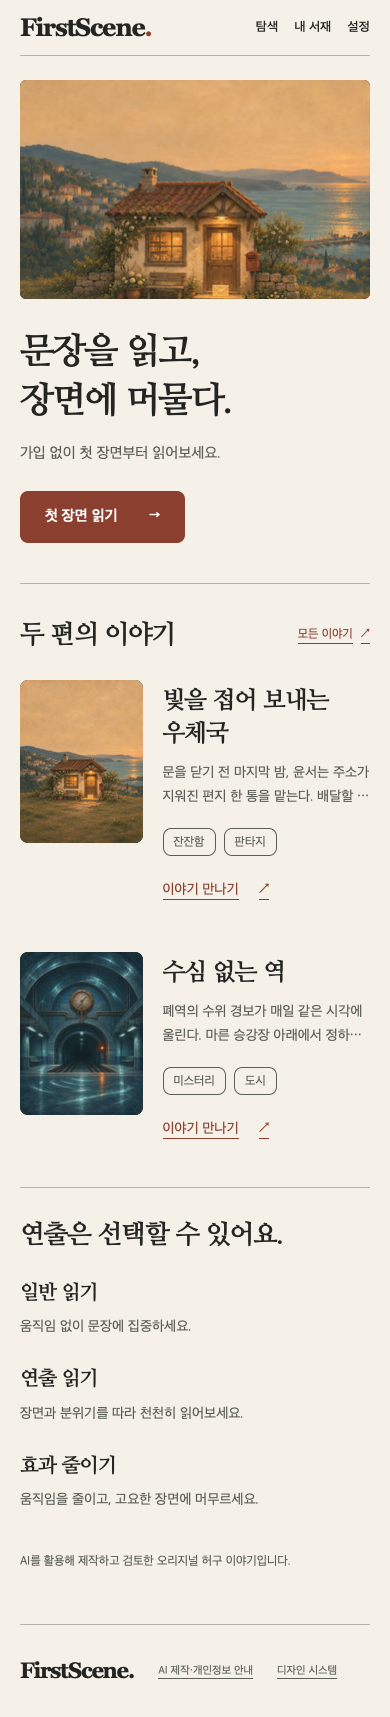 FirstScene.
탐색 내 서재 설정
문장을 읽고,
장면에 머물다.
가입 없이 첫 장면부터 읽어보세요.
첫 장면 읽기 →
두 편의 이야기
모든 이야기 ↗
빛을 접어 보내는
우체국
문을 닫기 전 마지막 밤, 윤서는 주소가
지워진 편지 한 통을 맡는다. 배달할 …
잔잔함 판타지
이야기 만나기 ↗
수심 없는 역
폐역의 수위 경보가 매일 같은 시각에
울린다. 마른 승강장 아래에서 정하…
미스터리 도시
이야기 만나기 ↗
연출은 선택할 수 있어요.
일반 읽기
움직임 없이 문장에 집중하세요.
연출 읽기
장면과 분위기를 따라 천천히 읽어보세요.
효과 줄이기
움직임을 줄이고, 고요한 장면에 머무르세요.
AI를 활용해 제작하고 검토한 오리지널 허구 이야기입니다.
FirstScene. AI 제작·개인정보 안내 디자인 시스템